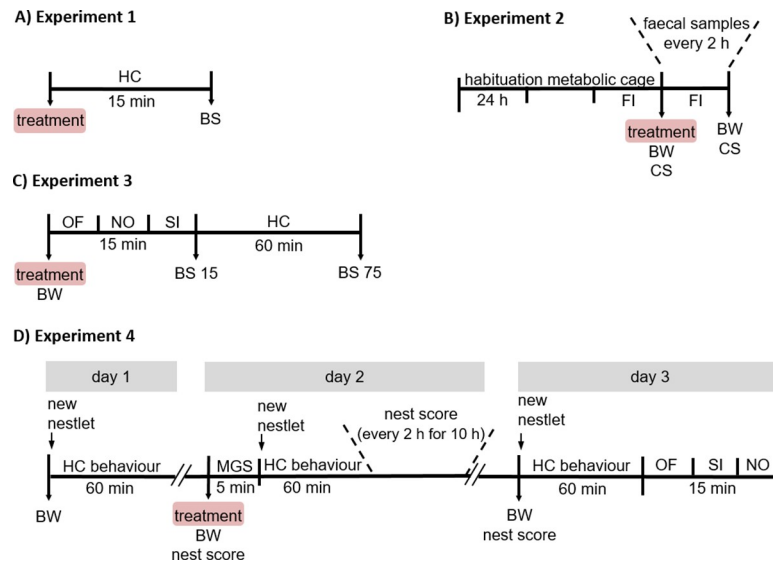 A) Experiment 1
HC
15 min
treatment
BS
B) Experiment 2
faecal samples
every 2 h
habituation metabolic cage
24 h
FI
FI
treatment
BW
CS
BW
CS
C) Experiment 3
OF
NO
SI
HC
15 min
60 min
treatment
BW
BS 15
BS 75
D) Experiment 4
day 1
day 2
day 3
new
nestlet
new
nestlet
nest score
(every 2 h for 10 h)
new
nestlet
HC behaviour
60 min
MGS
5 min
HC behaviour
60 min
HC behaviour
60 min
OF
SI
NO
15 min
BW
treatment
BW
nest score
BW
nest score